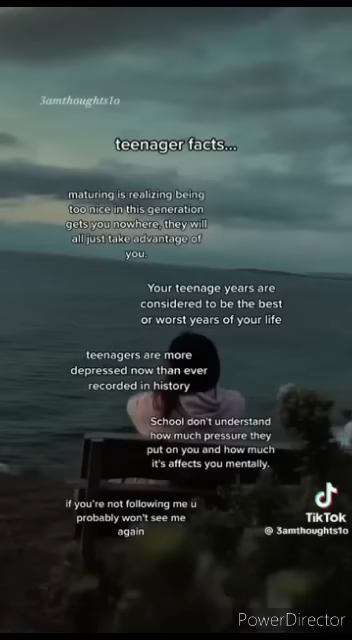 3amthoughts1o
teenager facts...
maturing is realizing being
too nice in this generation
gets you nowhere, they will
all just take advantage of
you.
Your teenage years are
considered to be the best
or worst years of your life
teenagers are more
depressed now than ever
recorded in history
School don't understand
how much pressure they
put on you and how much
it's affects you mentally.
if you're not following me u
probably won't see me
again
TikTok
@ 3amthoughts1o
PowerDirector